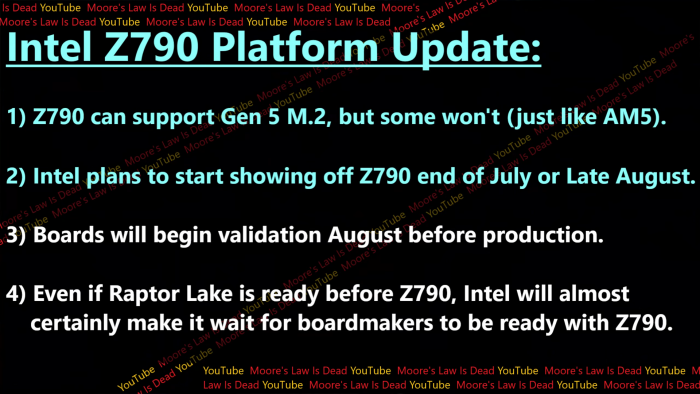 Is Dead YouTube Moore's Law Is Dead YouTube Moore's Law Is Dead YouTube Moore's
Moore's Law Is Dead YouTube Moore's Law Is Dead YouTube Moore's Law Is Dead
Intel Z790 Platform Update:
1) Z790 can support Gen 5 M.2, but some won't (just like AM5).
2) Intel plans to start showing off Z790 end of July or Late August.
3) Boards will begin validation August before production.
4) Even if Raptor Lake is ready before Z790, Intel will almost
certainly make it wait for boardmakers to be ready with Z790.
YouTube Moore's Law Is Dead YouTube Moore's Law Is Dead YouTube Moore's Law Is Dead YouTube
Law Is Dead YouTube Moore's Law Is Dead YouTube Moore's Law Is Dead YouTube Moore's Law Is Dead